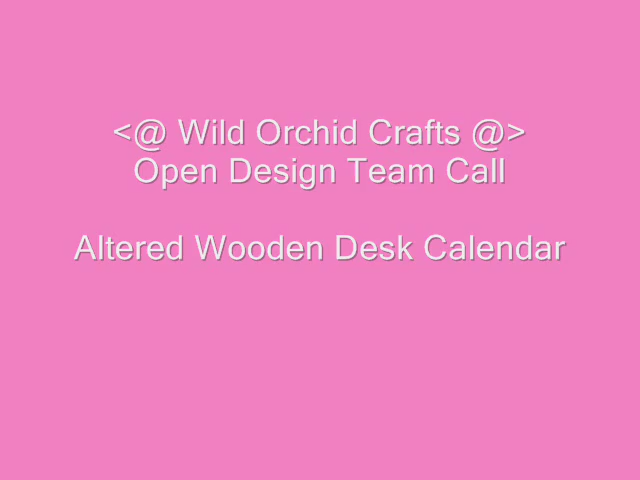 <@ Wild Orchid Crafts @>
Open Design Team Call
Altered Wooden Desk Calendar